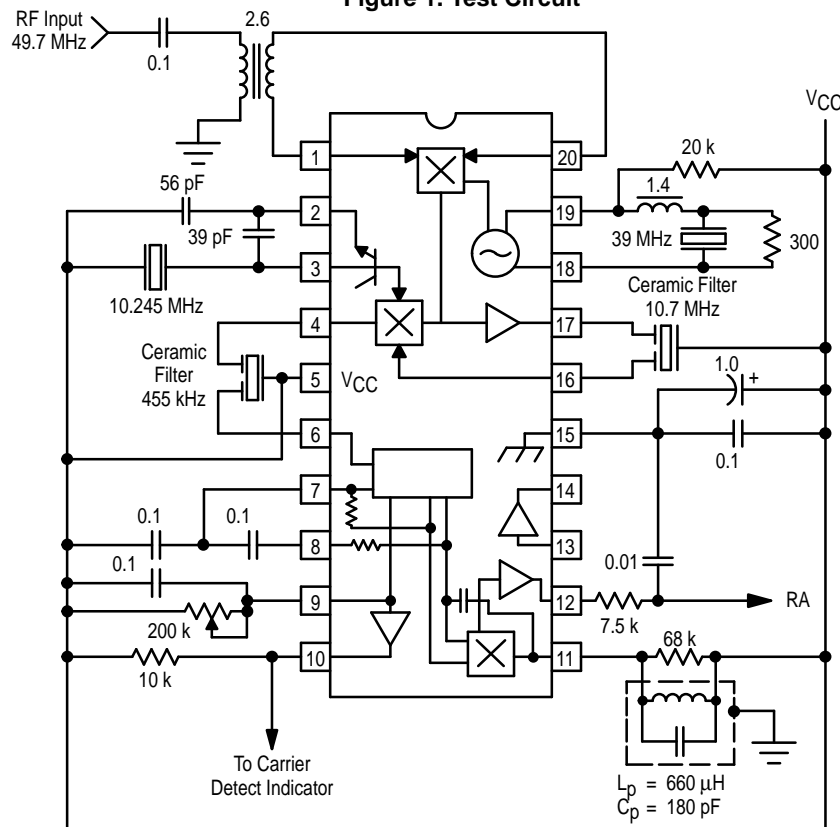 Figure 1. Test Circuit
RF Input
49.7 MHz
0.1
2.6
VCC
1
20
20 k
56 pF
1.4
2
19
39 pF
39 MHz
300
3
18
10.245 MHz
Ceramic Filter
10.7 MHz
4
17
Ceramic
Filter
455 kHz
5
VCC
16
1.0
+
6
15
0.1
7
14
0.1
0.1
8
13
0.1
0.01
9
12
RA
200 k
7.5 k
68 k
10
11
10 k
To Carrier
Detect Indicator
Lp = 660 μH
Cp = 180 pF